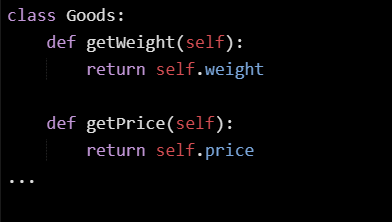 class Goods:
    def getWeight(self):
        return self.weight

    def getPrice(self):
        return self.price
...